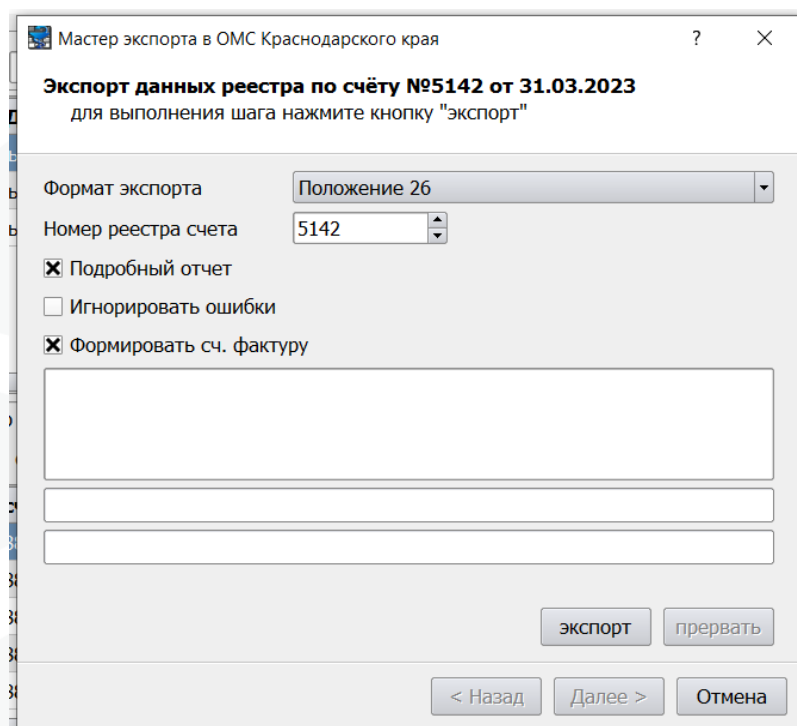 Мастер экспорта в ОМС Краснодарского края
?
Экспорт данных реестра по счёту №5142 от 31.03.2023
для выполнения шага нажмите кнопку "экспорт"
Формат экспорта Положение 26
Номер реестра счета 5142
Подробный отчет
Игнорировать ошибки
Формировать сч. фактуру
экспорт прервать
< Назад Далее > Отмена